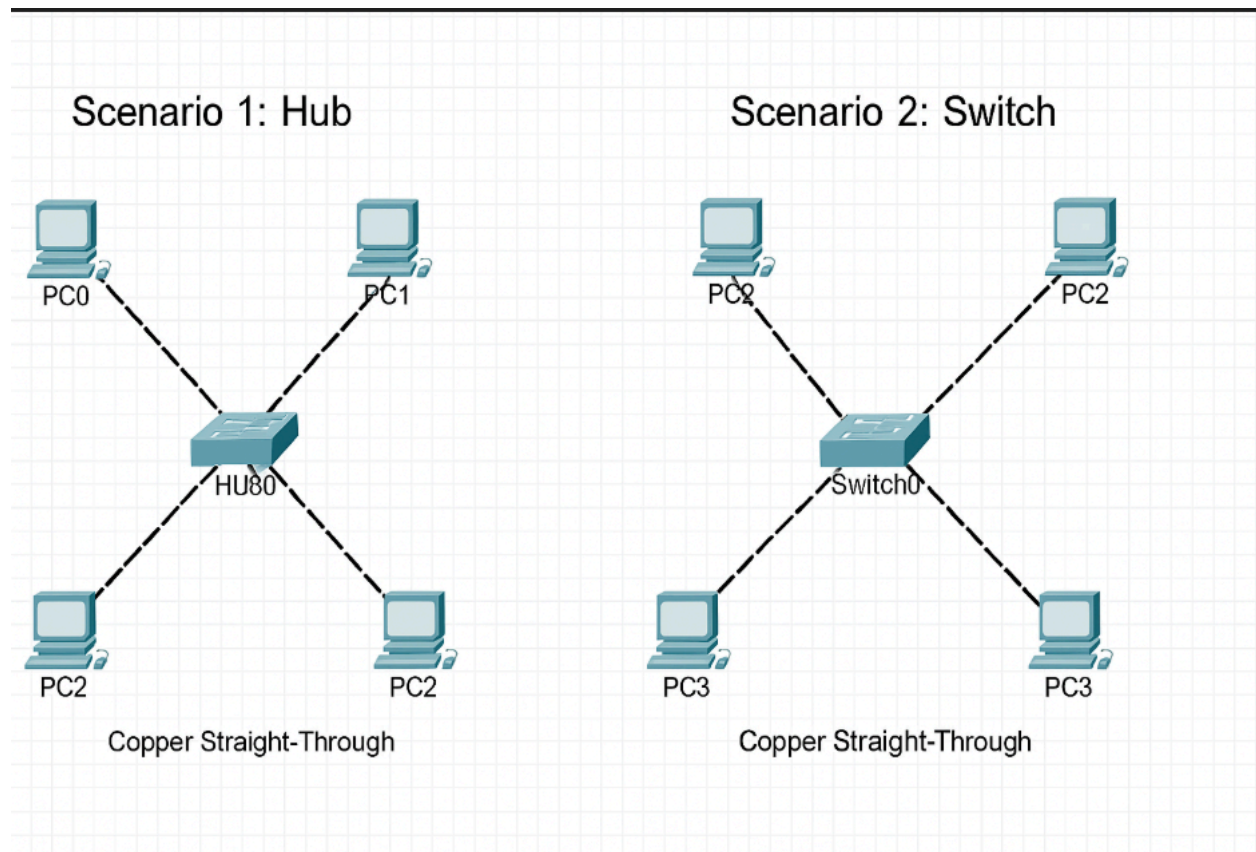 Scenario 1: Hub
Scenario 2: Switch
PC0
PC1
PC2
PC2
HU80
Switch0
PC2
PC2
PC3
PC3
Copper Straight-Through
Copper Straight-Through